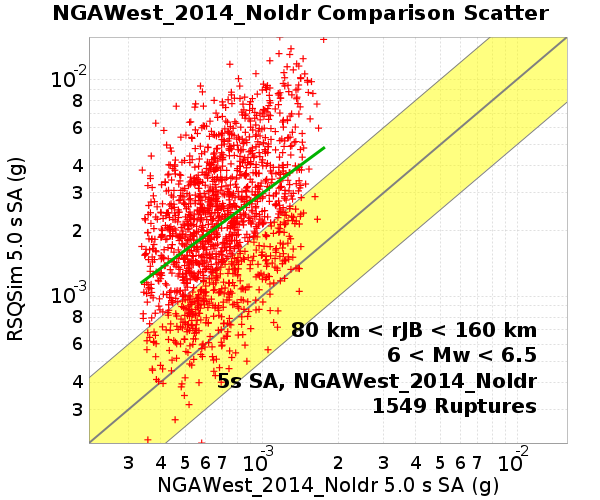 NGAWest_2014_NoIdr Comparison Scatter
RSQSim 5.0 s SA (g)
10-2
8
6
4
3
2
10-3
8
6
4
3
80 km < rJB < 160 km
6 < Mw < 6.5
5s SA, NGAWest_2014_NoIdr
1549 Ruptures
3 4 5 6 7 10-3 2 3 4 5 6 7 10-2
NGAWest_2014_NoIdr 5.0 s SA (g)